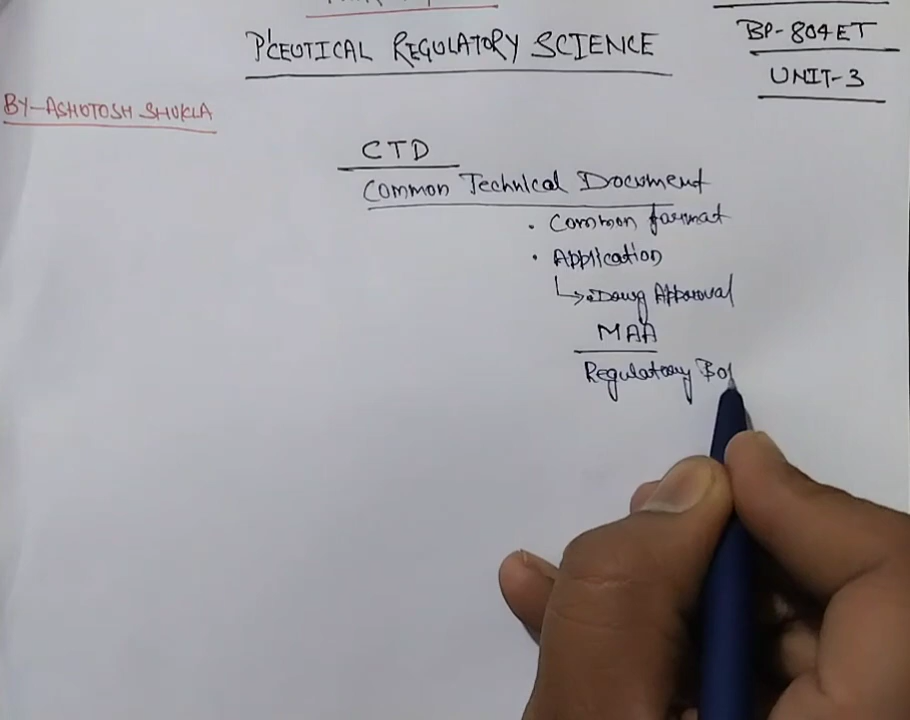 P'CEUTICAL REGULATORY SCIENCE
BP-804ET
UNIT-3
BY-ASHUTOSH SHUKLA
CTD
Common Technical Document
• Common format
• Application
↳ • Drug Approval
MAA
Regulatory Bod